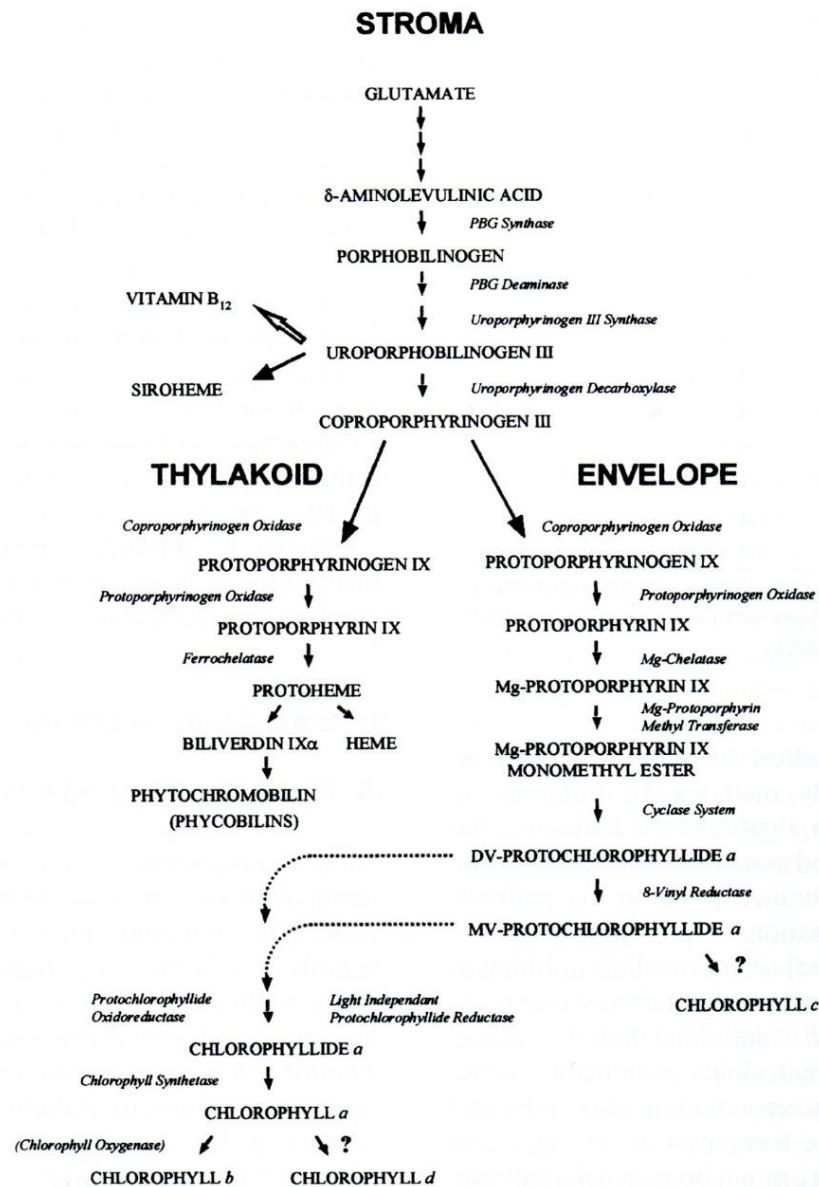 STROMA
GLUTAMATE
δ-AMINOLEVULINIC ACID
PBG Synthase
PORPHOBILINOGEN
PBG Deaminase
VITAMIN B12
Uroporphyrinogen III Synthase
UROPORPHOBILINOGEN III
SIROHEME
Uroporphyrinogen Decarboxylase
COPROPORPHYRINOGEN III
THYLAKOID
ENVELOPE
Coproporphyrinogen Oxidase
Coproporphyrinogen Oxidase
PROTOPORPHYRINOGEN IX
PROTOPORPHYRINOGEN IX
Protoporphyrinogen Oxidase
Protoporphyrinogen Oxidase
PROTOPORPHYRIN IX
PROTOPORPHYRIN IX
Ferrochelatase
Mg-Chelatase
PROTOHEME
Mg-PROTOPORPHYRIN IX
Mg-Protoporphyrin
Methyl Transferase
BILIVERDIN IXα
HEME
Mg-PROTOPORPHYRIN IX
MONOMETHYL ESTER
PHYTOCHROMOBILIN
(PHYCOBILINS)
Cyclase System
DV-PROTOCHLOROPHYLLIDE a
8-Vinyl Reductase
MV-PROTOCHLOROPHYLLIDE a
?
CHLOROPHYLL c
Protochlorophyllide
Oxidoreductase
Light Independant
Protochlorophyllide Reductase
CHLOROPHYLLIDE a
Chlorophyll Synthetase
CHLOROPHYLL a
(Chlorophyll Oxygenase)
?
CHLOROPHYLL b
CHLOROPHYLL d